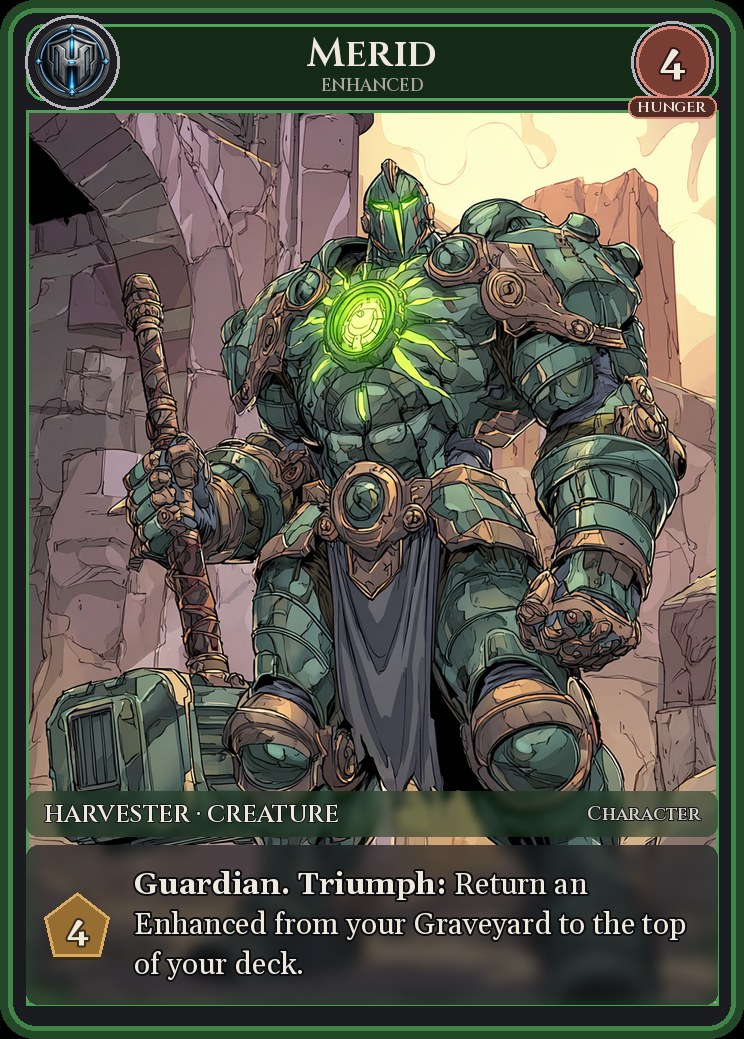 MERID
ENHANCED
4
HUNGER
HARVESTER · CREATURE
CHARACTER
4
Guardian. Triumph: Return an
Enhanced from your Graveyard to the top
of your deck.